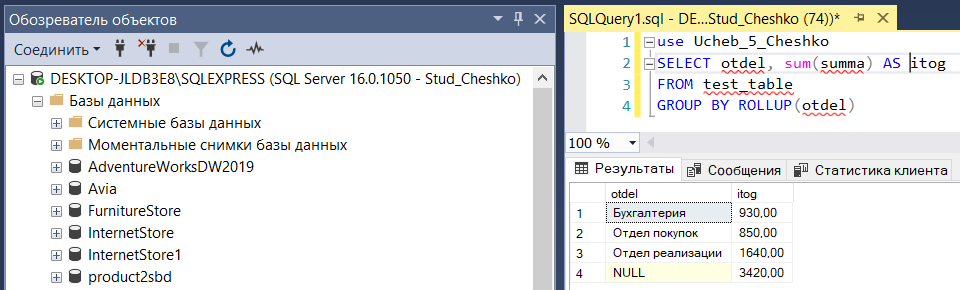 Обозреватель объектов
Соединить
DESKTOP-JLDB3E8\SQLEXPRESS (SQL Server 16.0.1050 - Stud_Cheshko)
Базы данных
Системные базы данных
Моментальные снимки базы данных
AdventureWorksDW2019
Avia
FurnitureStore
InternetStore
InternetStore1
product2sbd
SQLQuery1.sql - DE...Stud_Cheshko (74))*
1 use Ucheb_5_Cheshko
2 SELECT otdel, sum(summa) AS itog
3 FROM test_table
4 GROUP BY ROLLUP(otdel)
100 %
Результаты Сообщения Статистика клиента
otdel itog
1 Бухгалтерия 930,00
2 Отдел покупок 850,00
3 Отдел реализации 1640,00
4 NULL 3420,00